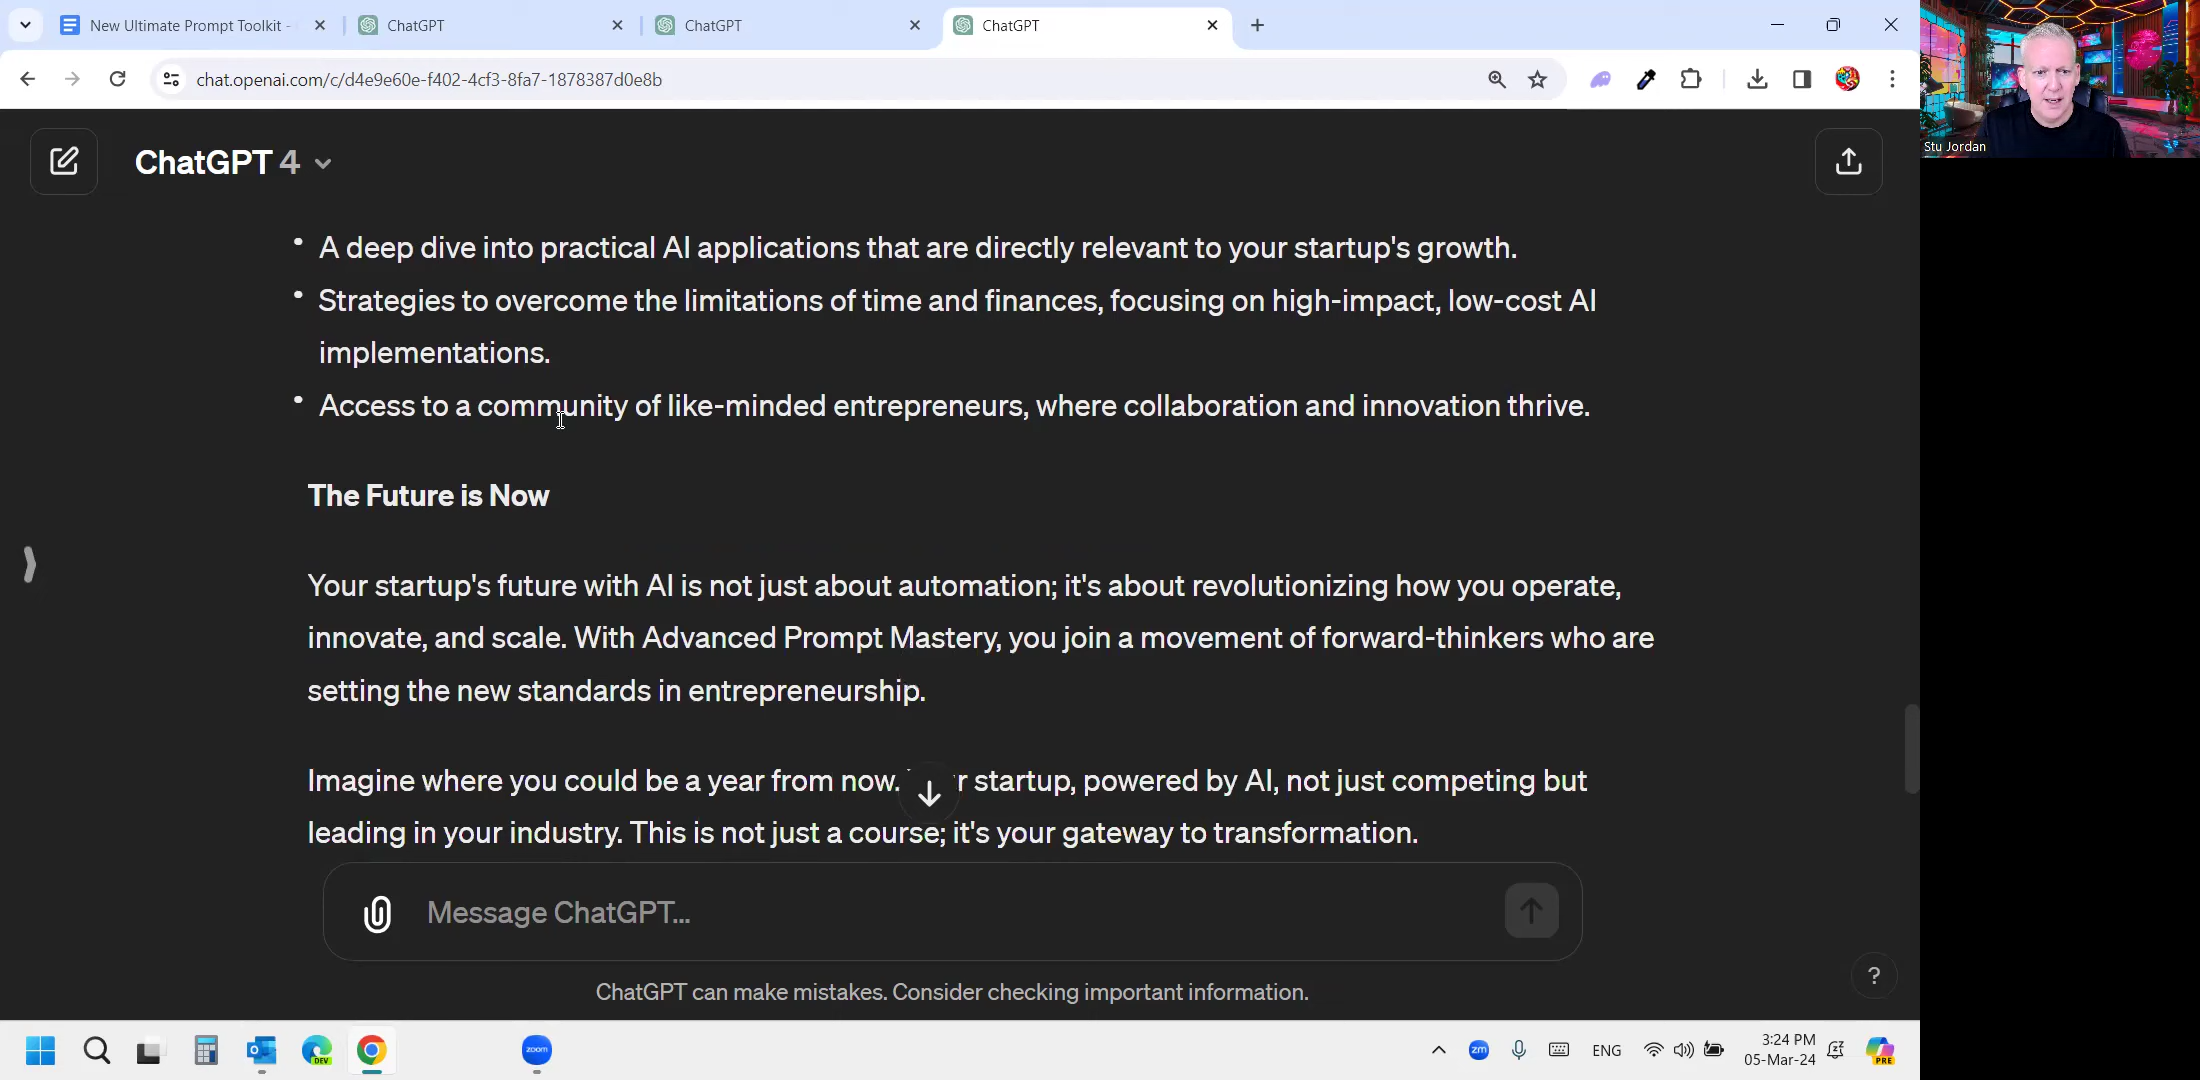 New Ultimate Prompt Toolkit -
ChatGPT
ChatGPT
ChatGPT
chat.openai.com/c/d4e9e60e-f402-4cf3-8fa7-1878387d0e8b
Stu Jordan
ChatGPT 4
• A deep dive into practical AI applications that are directly relevant to your startup's growth.
• Strategies to overcome the limitations of time and finances, focusing on high-impact, low-cost AI
implementations.
• Access to a community of like-minded entrepreneurs, where collaboration and innovation thrive.
The Future is Now
Your startup's future with AI is not just about automation; it's about revolutionizing how you operate,
innovate, and scale. With Advanced Prompt Mastery, you join a movement of forward-thinkers who are
setting the new standards in entrepreneurship.
Imagine where you could be a year from now. startup, powered by AI, not just competing but
leading in your industry. This is not just a course; it's your gateway to transformation.
Message ChatGPT...
ChatGPT can make mistakes. Consider checking important information.
?
DEV
zoom
zm
ENG
3:24 PM
05-Mar-24
PRE